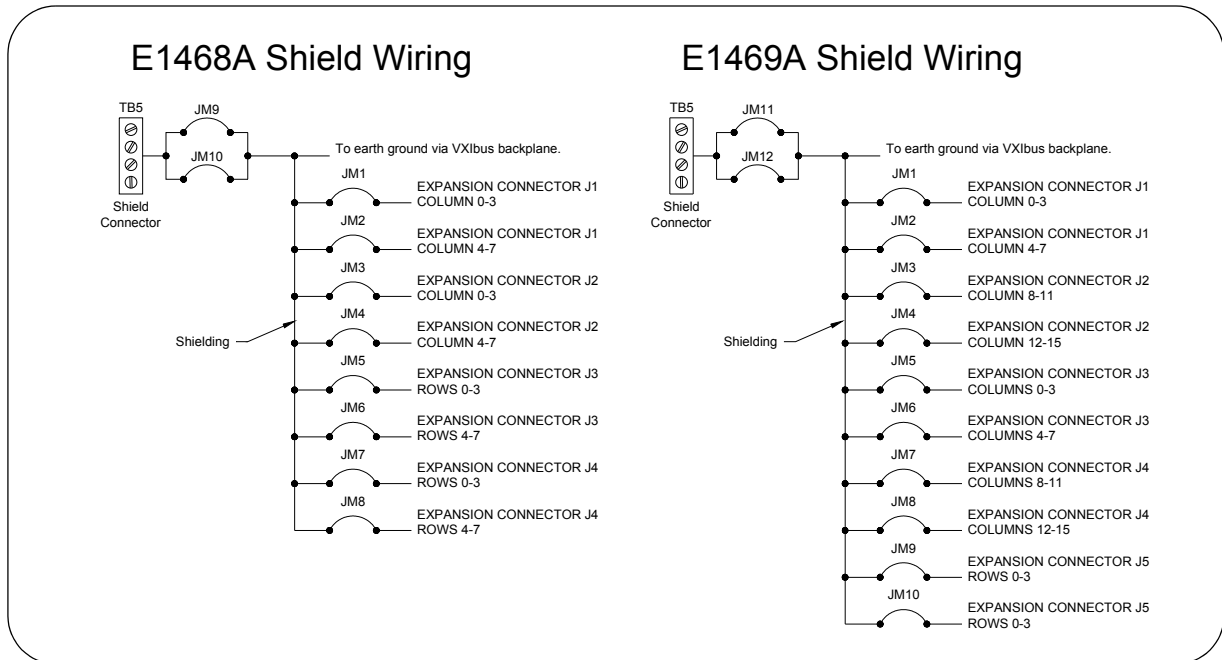 E1468A Shield Wiring
TB5
JM9
JM10
To earth ground via VXIbus backplane.
Shield
Connector
JM1
EXPANSION CONNECTOR J1
COLUMN 0-3
JM2
EXPANSION CONNECTOR J1
COLUMN 4-7
JM3
EXPANSION CONNECTOR J2
COLUMN 0-3
JM4
EXPANSION CONNECTOR J2
COLUMN 4-7
Shielding
JM5
EXPANSION CONNECTOR J3
ROWS 0-3
JM6
EXPANSION CONNECTOR J3
ROWS 4-7
JM7
EXPANSION CONNECTOR J4
ROWS 0-3
JM8
EXPANSION CONNECTOR J4
ROWS 4-7
E1469A Shield Wiring
TB5
JM11
JM12
To earth ground via VXIbus backplane.
Shield
Connector
JM1
EXPANSION CONNECTOR J1
COLUMN 0-3
JM2
EXPANSION CONNECTOR J1
COLUMN 4-7
JM3
EXPANSION CONNECTOR J2
COLUMN 8-11
JM4
EXPANSION CONNECTOR J2
COLUMN 12-15
Shielding
JM5
EXPANSION CONNECTOR J3
COLUMNS 0-3
JM6
EXPANSION CONNECTOR J3
COLUMNS 4-7
JM7
EXPANSION CONNECTOR J4
COLUMNS 8-11
JM8
EXPANSION CONNECTOR J4
COLUMNS 12-15
JM9
EXPANSION CONNECTOR J5
ROWS 0-3
JM10
EXPANSION CONNECTOR J5
ROWS 0-3